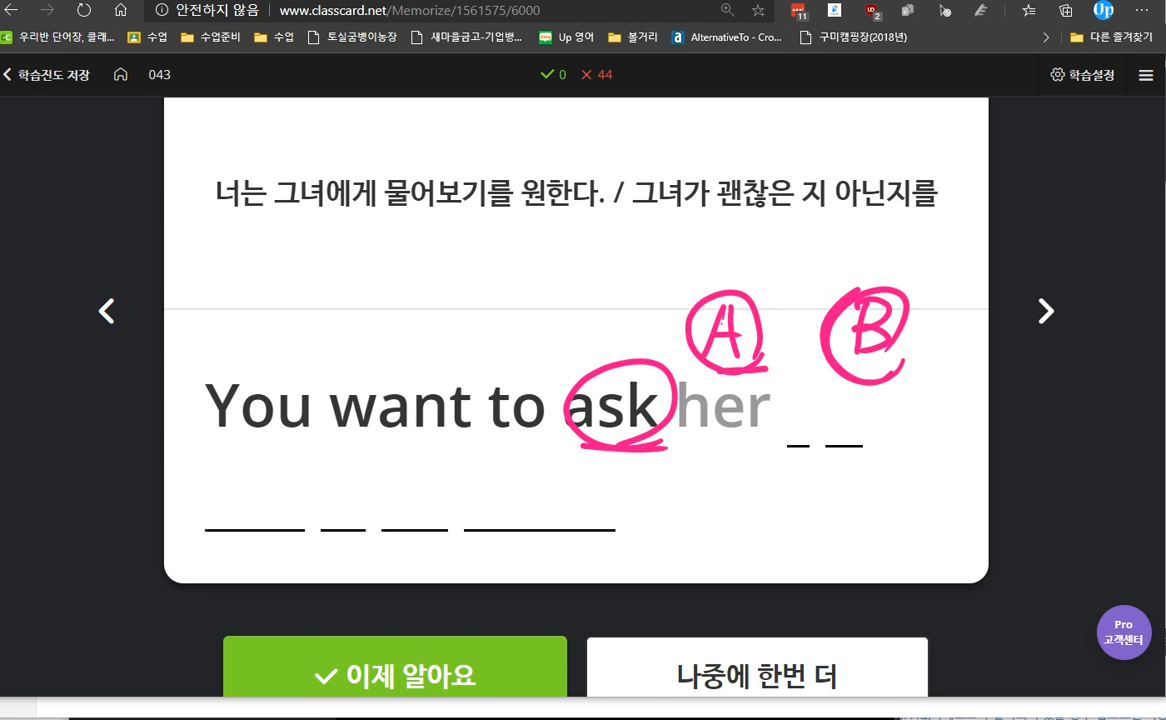 안전하지 않음 | www.classcard.net/Memorize/1561575/6000
11
2
Up
우리반 단어장, 클래...
수업
수업준비
수업
토실굼벵이농장
새마을금고-기업뱅...
Up 영어
볼거리
AlternativeTo - Cro...
구미캠핑장(2018년)
다른 즐겨찾기
학습진도 저장
043
0
44
학습설정
너는 그녀에게 물어보기를 원한다. / 그녀가 괜찮은 지 아닌지를
A B
You want to ask her _ __
Pro
고객센터
이제 알아요
나중에 한번 더